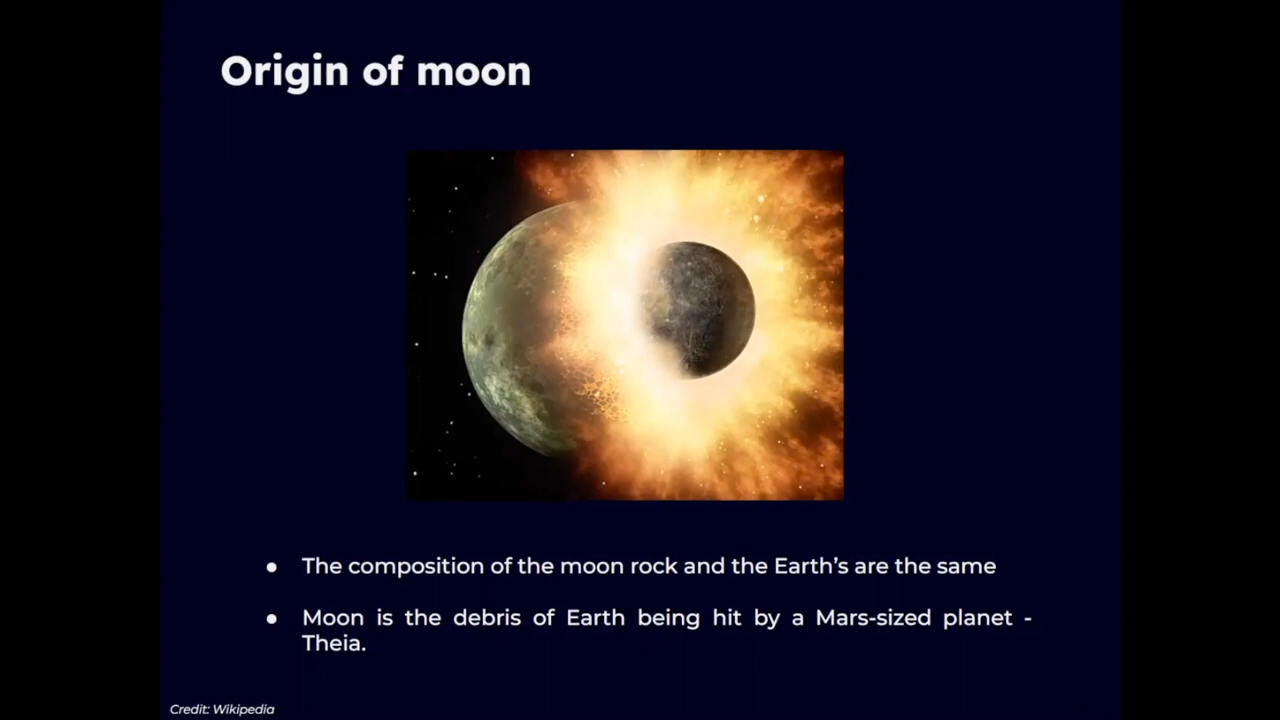 Origin of moon
● The composition of the moon rock and the Earth's are the same
● Moon is the debris of Earth being hit by a Mars-sized planet -
Theia.
Credit: Wikipedia